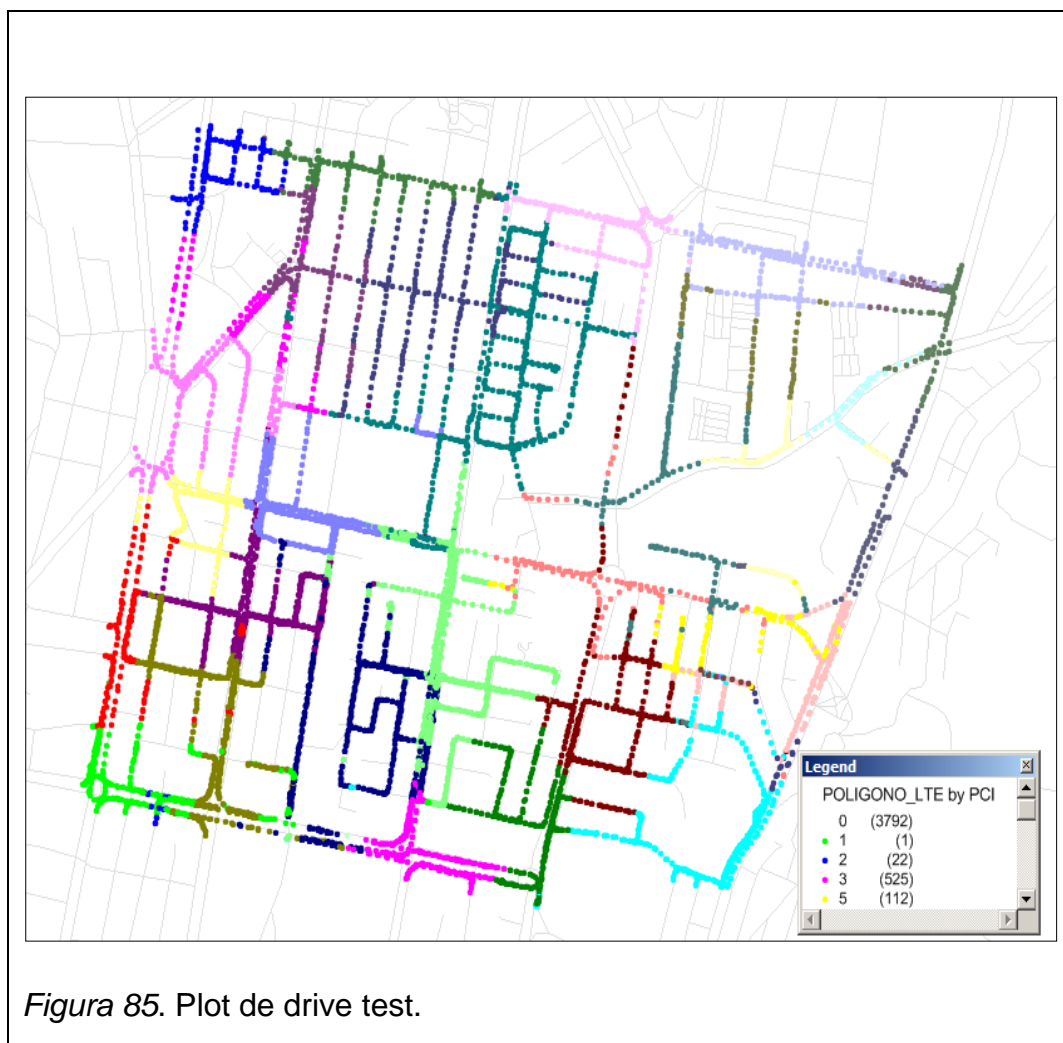 Legend
POLIGONO_LTE by PCI
0 (3792)
1 (1)
2 (22)
3 (525)
5 (112)
Figura 85. Plot de drive test.